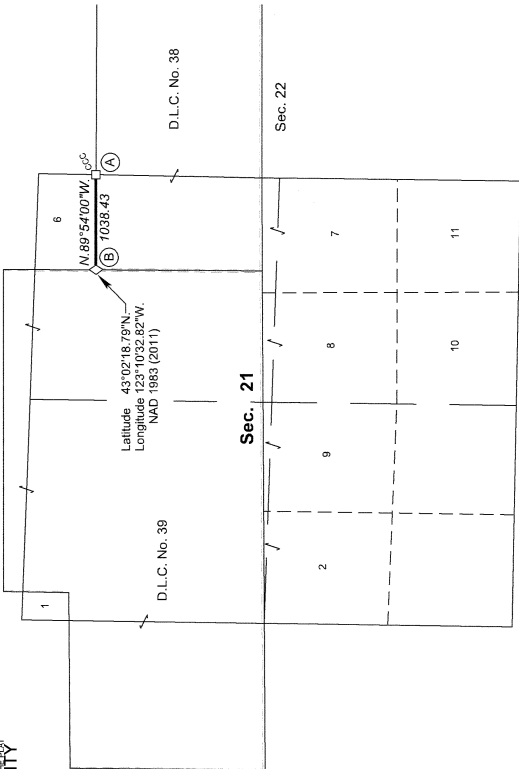 D.L.C. No. 38
6
N.89°54'00"W.
1038.43
CCC
A
B
Latitude 43°02'18.79"N.
Longitude 123°10'32.82"W.
NAD 1983 (2011)
Sec. 22
Sec. 21
D.L.C. No. 39
1
7
8
9
2
11
10